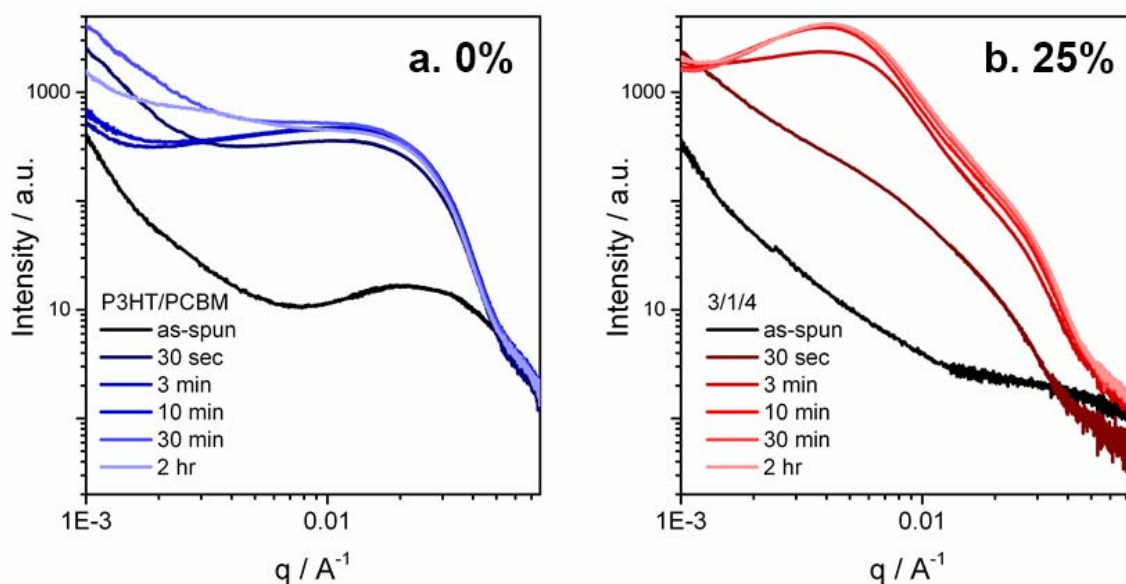 a. 0%
Intensity / a.u.
1000
10
P3HT/PCBM
as-spun
30 sec
3 min
10 min
30 min
2 hr
1E-3
0.01
q / A-1
b. 25%
Intensity / a.u.
1000
10
3/1/4
as-spun
30 sec
3 min
10 min
30 min
2 hr
1E-3
0.01
q / A-1